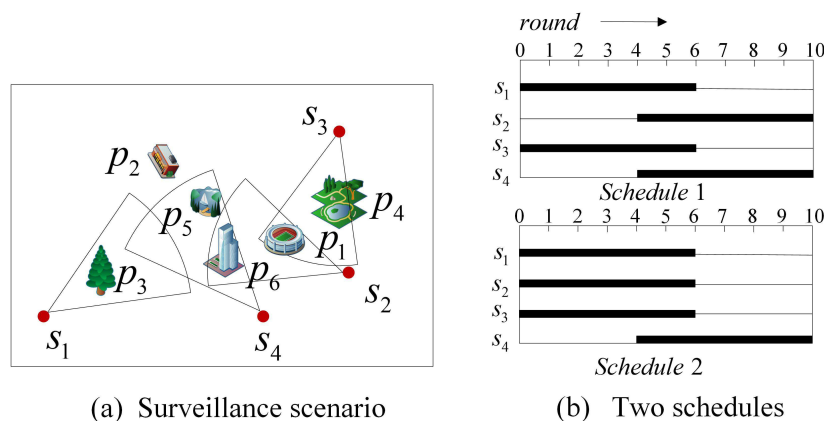 round
0 1 2 3 4 5 6 7 8 9 10
s1
s2
s3
s4
Schedule 1
0 1 2 3 4 5 6 7 8 9 10
s1
s2
s3
s4
Schedule 2
s3
p2
p5
p4
p1
p3
p6
s2
s1
s4
(a) Surveillance scenario
(b) Two schedules